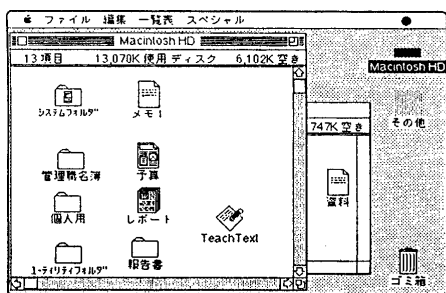 ファイル 編集 一覧表 スペシャル
Macintosh HD
13項目 13,078K 使用 ディスク 6,102K 空き
Macintosh HD
システムフォルダ
メモ1
747K 空き
その他
管理職名簿
予算
資料
個人用
レポート
TeachText
ユーティリティフォルダ
報告書
ゴミ箱